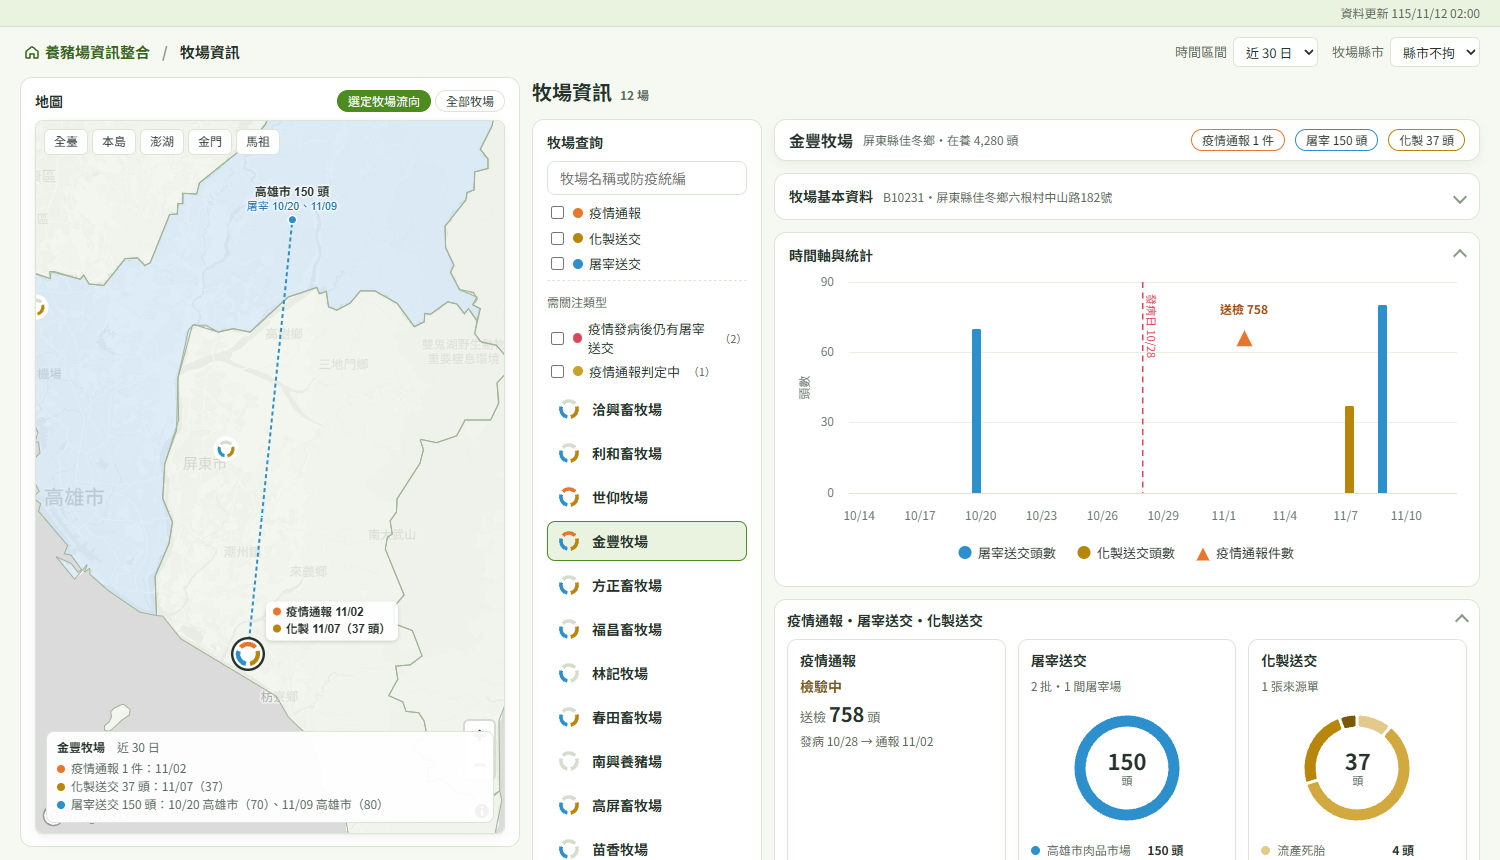 資料更新 115/11/12 02:00
養豬場資訊整合 / 牧場資訊
時間區間 近 30 日 牧場縣市 縣市不拘
地圖 選定牧場流向 全部牧場
全臺 本島 澎湖 金門 馬祖
高雄市 150 頭
屠宰 10/20、11/09
高樹鄉
三地門鄉
機場
屏東市
高雄市
南大武山
潮州鎮
來義鄉
疫情通報 11/02
化製 11/07（37 頭）
枋寮鄉
金豐牧場 近 30 日
疫情通報 1 件：11/02
化製送交 37 頭：11/07（37）
屠宰送交 150 頭：10/20 高雄市（70）、11/09 高雄市（80）
牧場資訊 12 場
牧場查詢
牧場名稱或防疫統編
疫情通報
化製送交
屠宰送交
需關注類型
疫情發病後仍有屠宰
送交 （2）
疫情通報判定中 （1）
洽興畜牧場
利和畜牧場
世仰牧場
金豐牧場
方正畜牧場
福昌畜牧場
林記牧場
春田畜牧場
南興養豬場
高屏畜牧場
苗香牧場
金豐牧場 屏東縣佳冬鄉・在養 4,280 頭 疫情通報 1 件 屠宰 150 頭 化製 37 頭
牧場基本資料 B10231・屏東縣佳冬鄉六根村中山路182號
時間軸與統計
90
60
30
0
頭數
發病日 10/28
送檢 758
10/14 10/17 10/20 10/23 10/26 10/29 11/1 11/4 11/7 11/10
屠宰送交頭數 化製送交頭數 疫情通報件數
疫情通報・屠宰送交・化製送交
疫情通報
檢驗中
送檢 758 頭
發病 10/28 → 通報 11/02
屠宰送交
2 批・1 間屠宰場
150
頭
高雄市肉品市場 150 頭
化製送交
1 張來源單
37
頭
流產死胎 4 頭